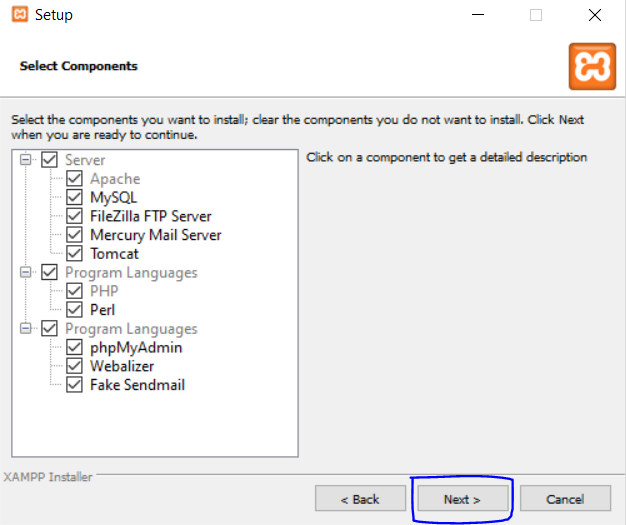 Setup
Select Components
Select the components you want to install; clear the components you do not want to install. Click Next
when you are ready to continue.
Server
Apache
MySQL
FileZilla FTP Server
Mercury Mail Server
Tomcat
Program Languages
PHP
Perl
Program Languages
phpMyAdmin
Webalizer
Fake Sendmail
Click on a component to get a detailed description
XAMPP Installer
< Back
Next >
Cancel